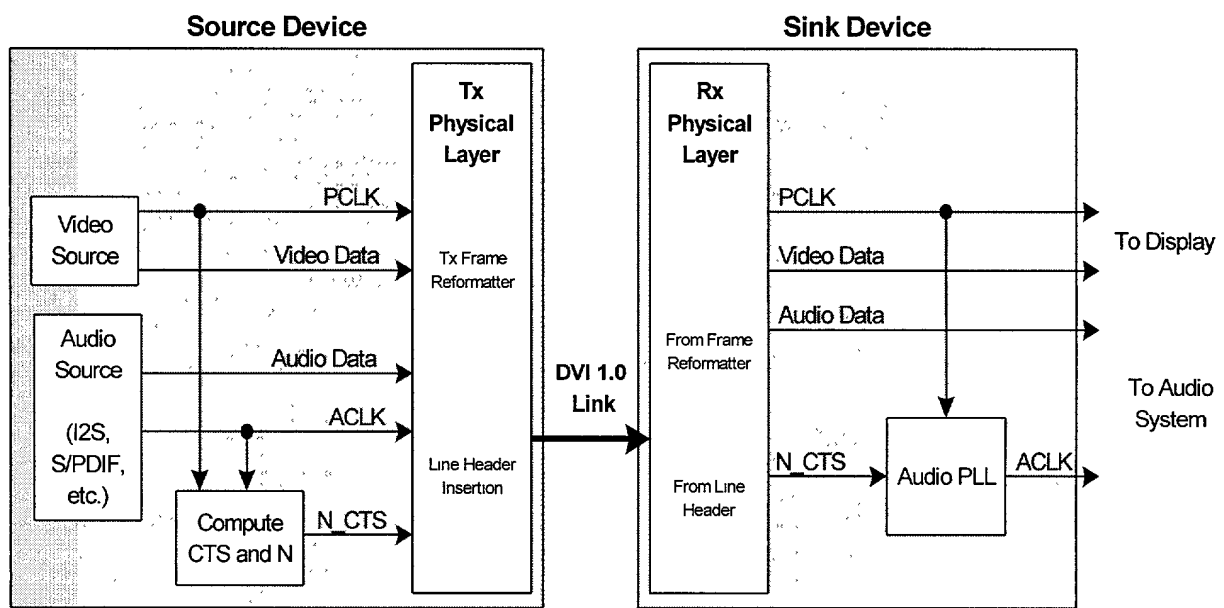 Source Device
Sink Device
Tx
Physical
Layer
Rx
Physical
Layer
Video
Source
PCLK
Video Data
Tx Frame
Reformatter
PCLK
Video Data
To Display
Audio
Source
(I2S,
S/PDIF,
etc.)
Audio Data
ACLK
DVI 1.0
Link
Audio Data
From Frame
Reformatter
To Audio
System
Line Header
Insertion
Compute
CTS and N
N_CTS
From Line
Header
N_CTS
Audio PLL
ACLK